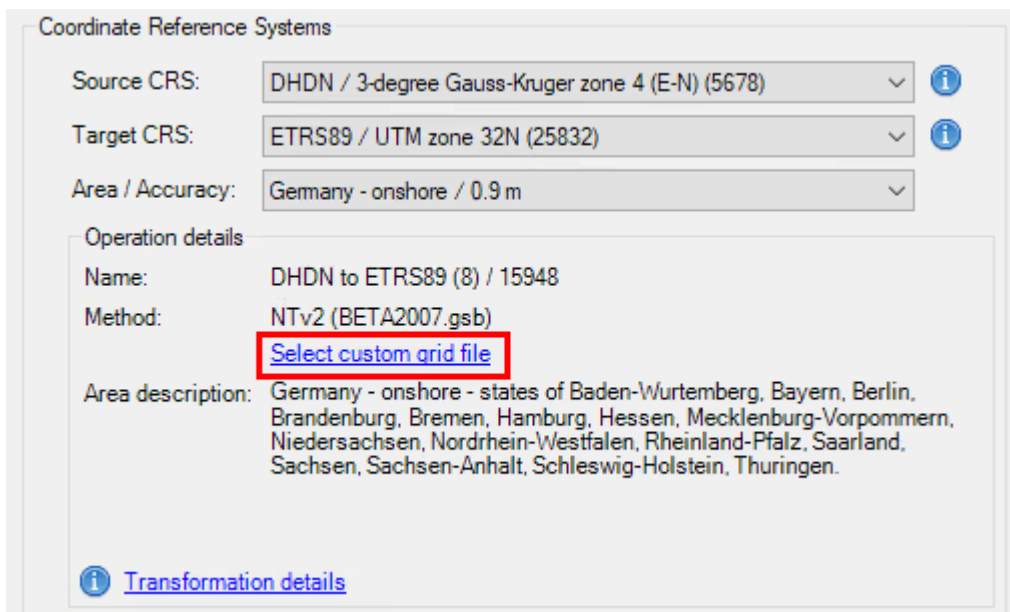 Coordinate Reference Systems
Source CRS: DHDN / 3-degree Gauss-Kruger zone 4 (E-N) (5678)
Target CRS: ETRS89 / UTM zone 32N (25832)
Area / Accuracy: Germany - onshore / 0.9 m
Operation details
Name: DHDN to ETRS89 (8) / 15948
Method: NTv2 (BETA2007.gsb)
Select custom grid file
Area description: Germany - onshore - states of Baden-Wurtemberg, Bayern, Berlin,
Brandenburg, Bremen, Hamburg, Hessen, Mecklenburg-Vorpommern,
Niedersachsen, Nordrhein-Westfalen, Rheinland-Pfalz, Saarland,
Sachsen, Sachsen-Anhalt, Schleswig-Holstein, Thuringen.
Transformation details